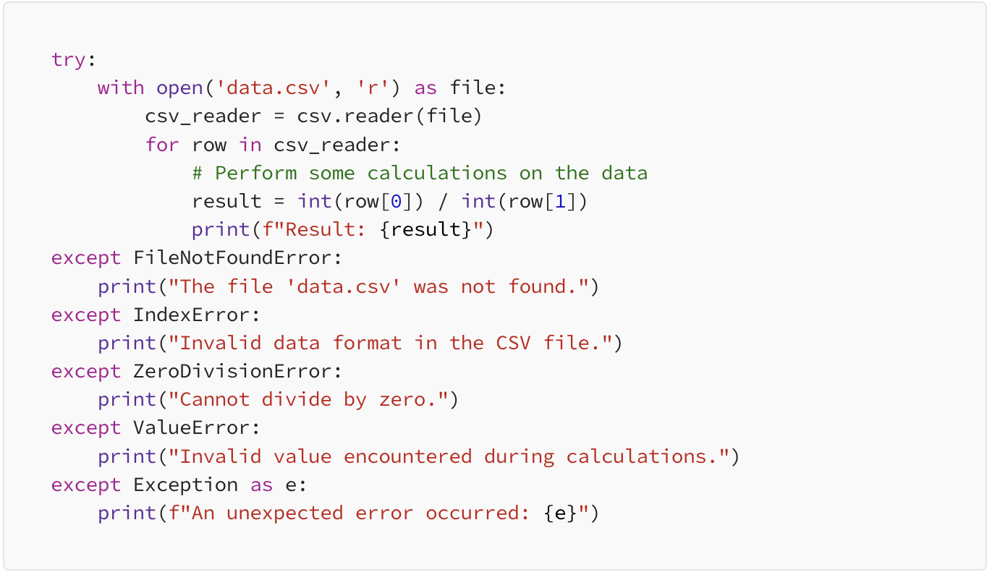 try:
    with open('data.csv', 'r') as file:
        csv_reader = csv.reader(file)
        for row in csv_reader:
            # Perform some calculations on the data
            result = int(row[0]) / int(row[1])
            print(f"Result: {result}")
except FileNotFoundError:
    print("The file 'data.csv' was not found.")
except IndexError:
    print("Invalid data format in the CSV file.")
except ZeroDivisionError:
    print("Cannot divide by zero.")
except ValueError:
    print("Invalid value encountered during calculations.")
except Exception as e:
    print(f"An unexpected error occurred: {e}")